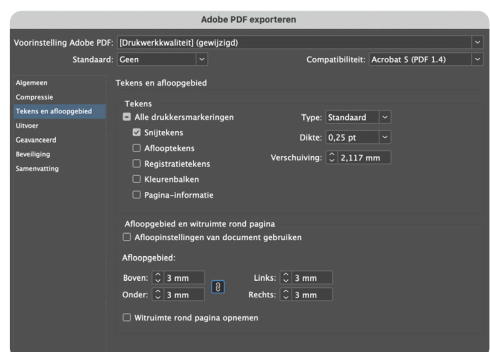 Adobe PDF exporteren
Voorinstelling Adobe PDF: [Drukwerkkwaliteit] (gewijzigd)
Standaard: Geen Compatibiliteit: Acrobat 5 (PDF 1.4)
Algemeen
Compressie
Tekens en afloopgebied
Uitvoer
Geavanceerd
Beveiliging
Samenvatting
Tekens en afloopgebied
Tekens
Alle drukkersmarkeringen Type: Standaard
Snijtekens Dikte: 0,25 pt
Aflooptekens Verschuiving: 2,117 mm
Registratietekens
Kleurenbalken
Pagina-informatie
Afloopgebied en witruimte rond pagina
Afloopinstellingen van document gebruiken
Afloopgebied:
Boven: 3 mm Links: 3 mm
Onder: 3 mm Rechts: 3 mm
Witruimte rond pagina opnemen